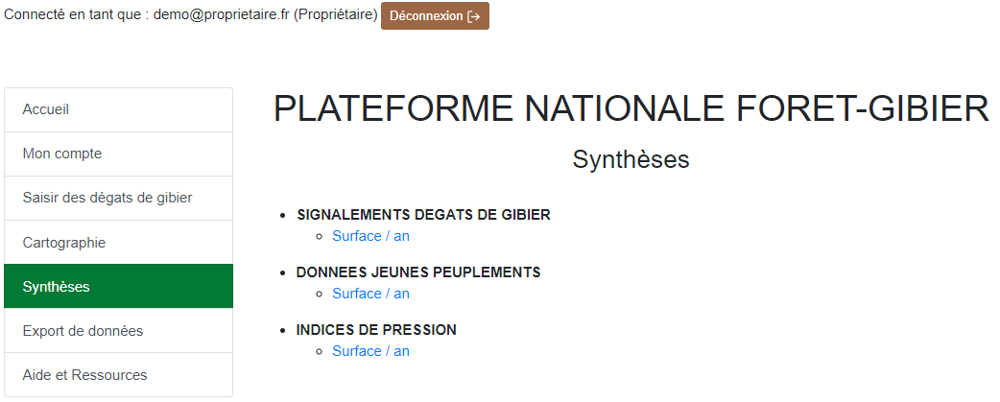 Connecté en tant que : demo@proprietaire.fr (Propriétaire) Déconnexion
Accueil
Mon compte
Saisir des dégats de gibier
Cartographie
Synthèses
Export de données
Aide et Ressources
PLATEFORME NATIONALE FORET-GIBIER
Synthèses
SIGNALEMENTS DEGATS DE GIBIER
Surface / an
DONNEES JEUNES PEUPLEMENTS
Surface / an
INDICES DE PRESSION
Surface / an